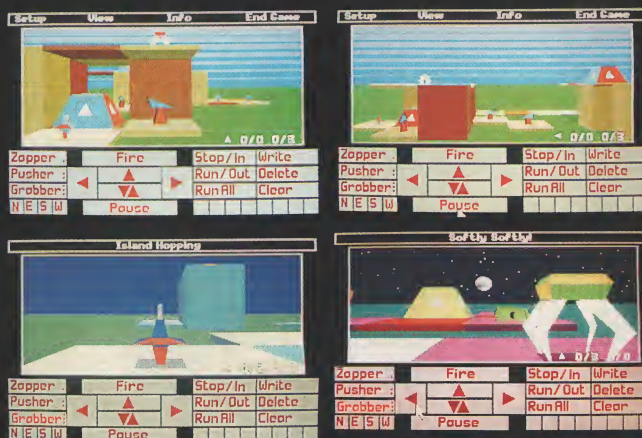 Setup View Info End Game
0/0 0/3
Zapper : Fire Stop/In Write
Pusher : Run/Out Delete
Grabber: Run All Clear
N E S W Pause
Setup View Info End Game
0/0 0/3
Zapper : Fire Stop/In Write
Pusher : Run/Out Delete
Grabber: Run All Clear
N E S W Pause
Island Hopping
Zapper : Fire Stop/In Write
Pusher : Run/Out Delete
Grabber: Run All Clear
N E S W Pause
Softly Softly!
0/3 0/0
Zapper : Fire Stop/In Write
Pusher : Run/Out Delete
Grabber: Run All Clear
N E S W Pause